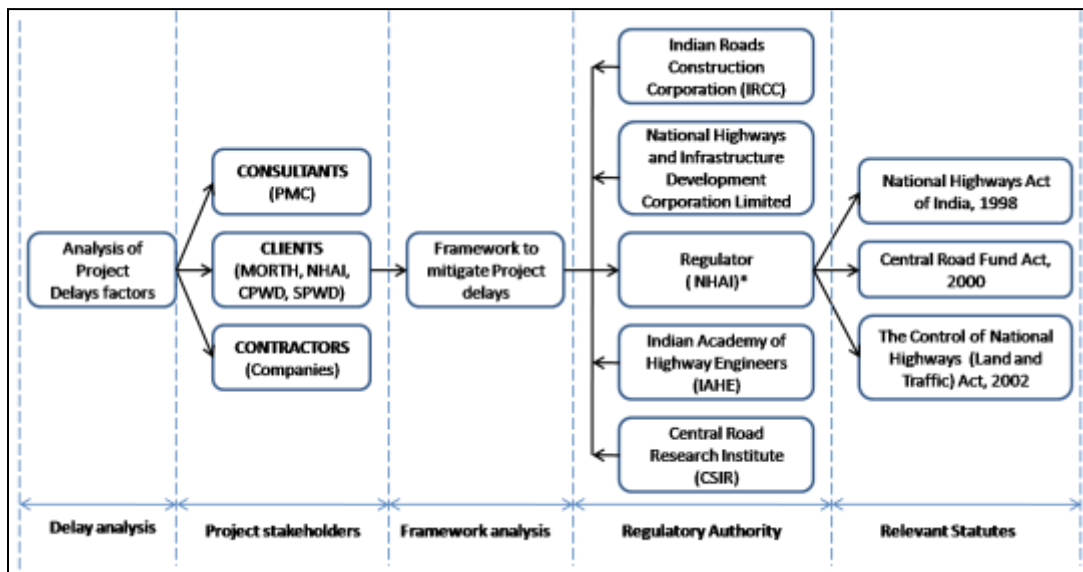 Analysis of
Project
Delays factors
CONSULTANTS
(PMC)
CLIENTS
(MORTH, NHAI,
CPWD, SPWD)
CONTRACTORS
(Companies)
Framework to
mitigate Project
delays
Indian Roads
Construction
Corporation (IRCC)
National Highways
and Infrastructure
Development
Corporation Limited
Regulator
( NHAI)*
Indian Academy of
Highway Engineers
(IAHE)
Central Road
Research Institute
(CSIR)
National Highways Act
of India, 1998
Central Road Fund Act,
2000
The Control of National
Highways (Land and
Traffic) Act, 2002
Delay analysis
Project stakeholders
Framework analysis
Regulatory Authority
Relevant Statutes